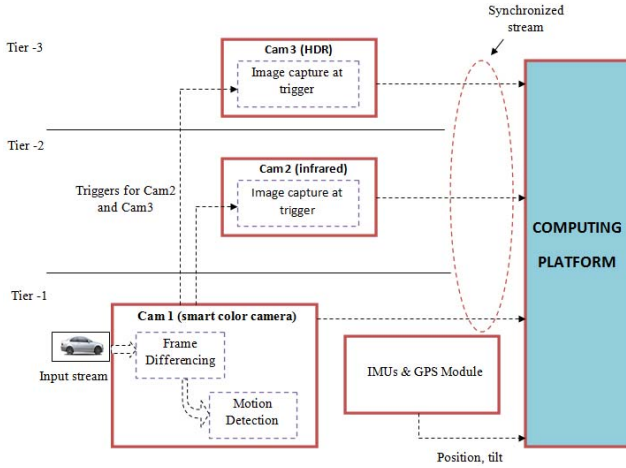 Synchronized
stream
Tier -3
Cam3 (HDR)
Image capture at
trigger
Tier -2
Cam2 (infrared)
Image capture at
trigger
Triggers for Cam2
and Cam3
COMPUTING
PLATFORM
Tier -1
Cam1 (smart color camera)
Frame
Differencing
Input stream
IMUs & GPS Module
Motion
Detection
Position, tilt